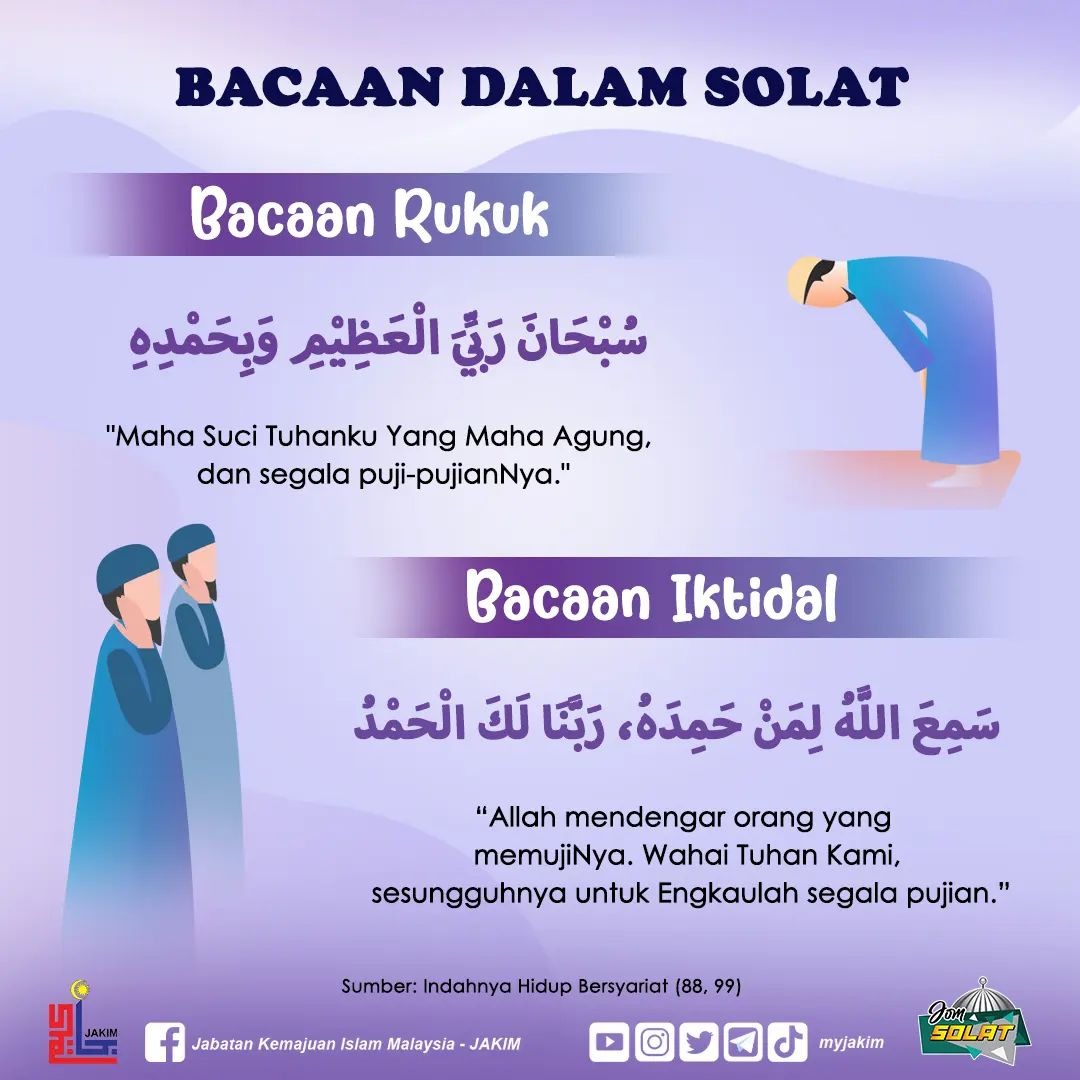 BACAAN DALAM SOLAT
Bacaan Rukuk
سُبْحَانَ رَبِّيَ الْعَظِيْمِ وَبِحَمْدِهِ
"Maha Suci Tuhanku Yang Maha Agung,
dan segala puji-pujianNya."
Bacaan Iktidal
سَمِعَ اللَّهُ لِمَنْ حَمِدَهُ، رَبَّنَا لَكَ الْحَمْدُ
“Allah mendengar orang yang
memujiNya. Wahai Tuhan Kami,
sesungguhnya untuk Engkaulah segala pujian.”
Sumber: Indahnya Hidup Bersyariat (88, 99)
JAKIM
Jabatan Kemajuan Islam Malaysia - JAKIM
myjakim
Jom
SOLAT